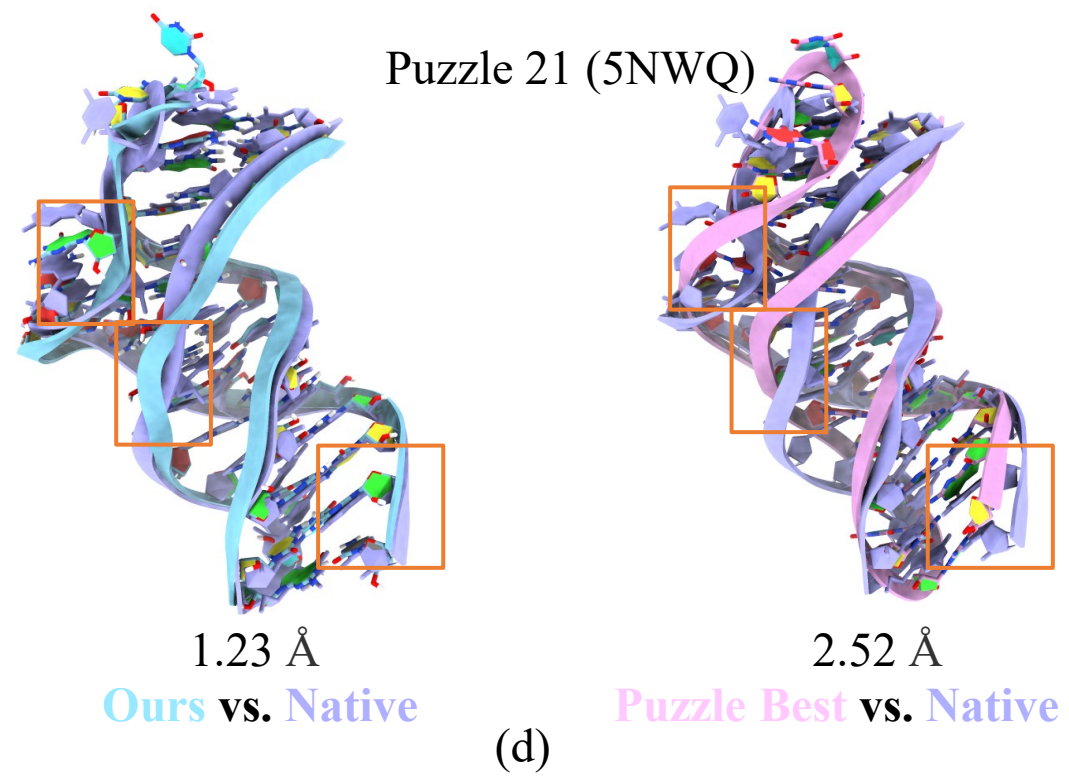 Puzzle 21 (5NWQ)
1.23 Å
2.52 Å
Ours vs. Native
Puzzle Best vs. Native
(d)